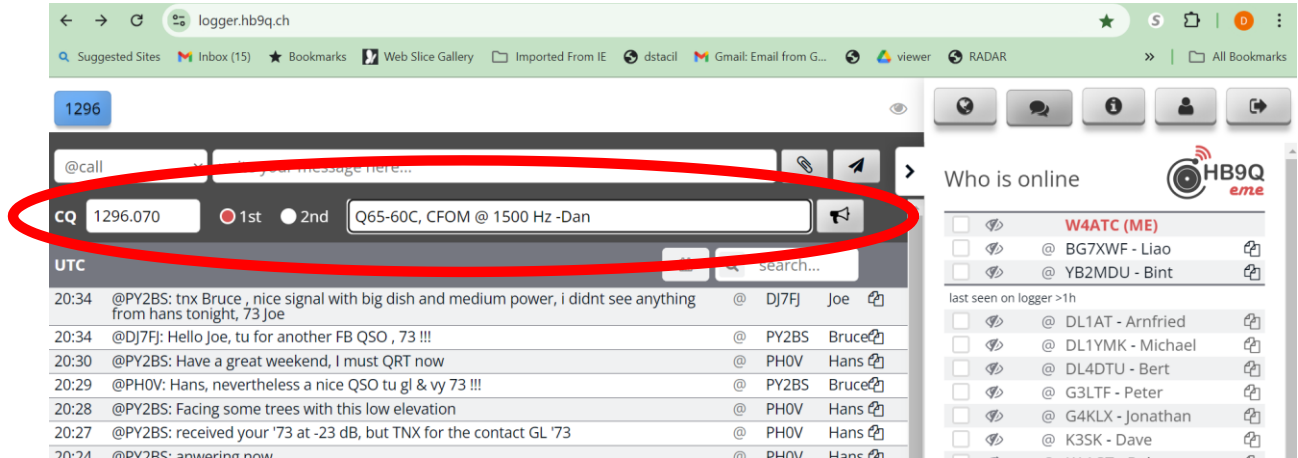 logger.hb9q.ch
S
D
Suggested Sites Inbox (15) Bookmarks Web Slice Gallery Imported From IE dstacil Gmail: Email from G... viewer RADAR » All Bookmarks
1296
@call your message here...
CQ 1296.070 1st 2nd Q65-60C, CFOM @ 1500 Hz -Dan
UTC search...
20:34 @PY2BS: tnx Bruce , nice signal with big dish and medium power, i didnt see anything @ DJ7FJ Joe
from hans tonight, 73 Joe
20:34 @DJ7FJ: Hello Joe, tu for another FB QSO , 73 !!! @ PY2BS Bruce
20:30 @PY2BS: Have a great weekend, I must QRT now @ PH0V Hans
20:29 @PH0V: Hans, nevertheless a nice QSO tu gl & vy 73 !!! @ PY2BS Bruce
20:28 @PY2BS: Facing some trees with this low elevation @ PH0V Hans
20:27 @PY2BS: received your '73 at -23 dB, but TNX for the contact GL '73 @ PH0V Hans
20:24 @PY2BS: anwering now @ PH0V Hans
Who is online
HB9Q
eme
W4ATC (ME)
@ BG7XWF - Liao
@ YB2MDU - Bint
last seen on logger >1h
@ DL1AT - Arnfried
@ DL1YMK - Michael
@ DL4DTU - Bert
@ G3LTF - Peter
@ G4KLX - Jonathan
@ K3SK - Dave